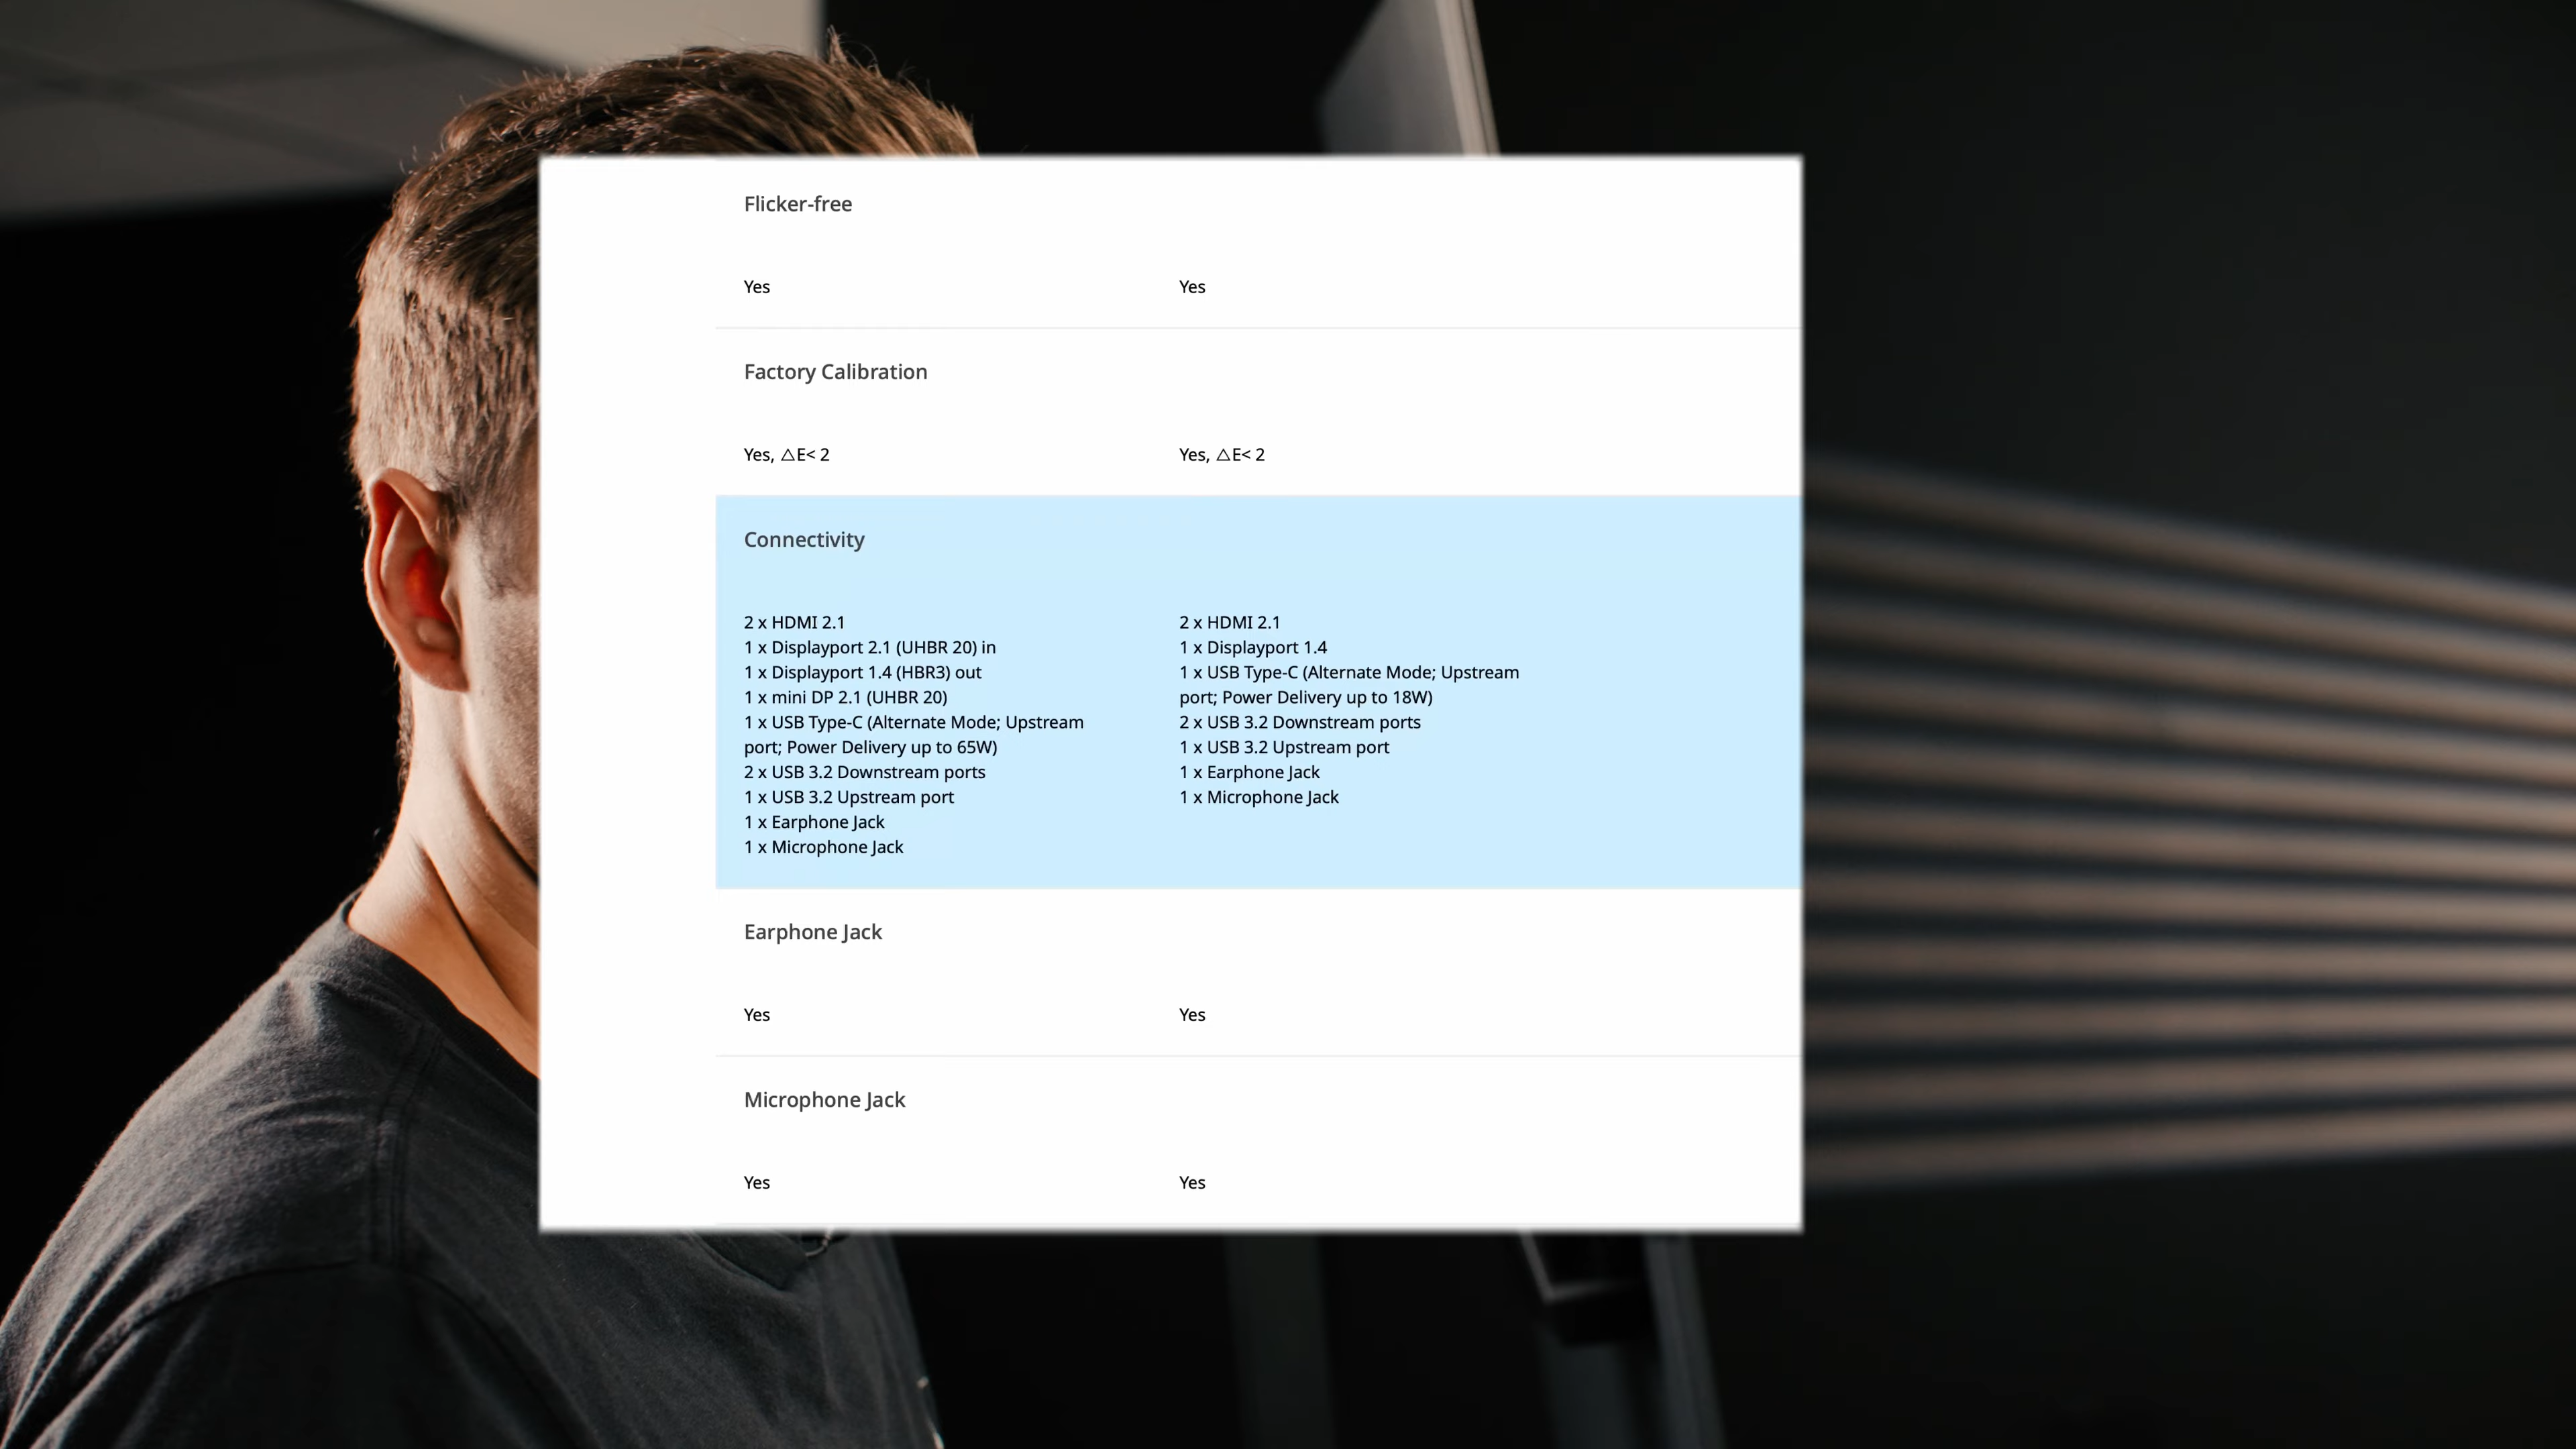 Flicker-free
Yes
Yes
Factory Calibration
Yes, △E< 2
Yes, △E< 2
Connectivity
2 x HDMI 2.1
1 x Displayport 2.1 (UHBR 20) in
1 x Displayport 1.4 (HBR3) out
1 x mini DP 2.1 (UHBR 20)
1 x USB Type-C (Alternate Mode; Upstream
port; Power Delivery up to 65W)
2 x USB 3.2 Downstream ports
1 x USB 3.2 Upstream port
1 x Earphone Jack
1 x Microphone Jack
2 x HDMI 2.1
1 x Displayport 1.4
1 x USB Type-C (Alternate Mode; Upstream
port; Power Delivery up to 18W)
2 x USB 3.2 Downstream ports
1 x USB 3.2 Upstream port
1 x Earphone Jack
1 x Microphone Jack
Earphone Jack
Yes
Yes
Microphone Jack
Yes
Yes